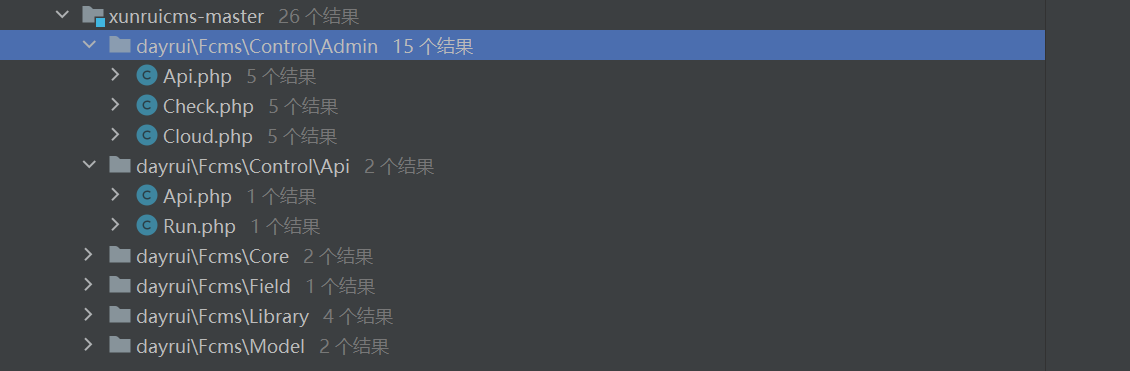 xunruicms-master 26 个结果
dayrui\Fcms\Control\Admin 15 个结果
Api.php 5 个结果
Check.php 5 个结果
Cloud.php 5 个结果
dayrui\Fcms\Control\Api 2 个结果
Api.php 1 个结果
Run.php 1 个结果
dayrui\Fcms\Core 2 个结果
dayrui\Fcms\Field 1 个结果
dayrui\Fcms\Library 4 个结果
dayrui\Fcms\Model 2 个结果